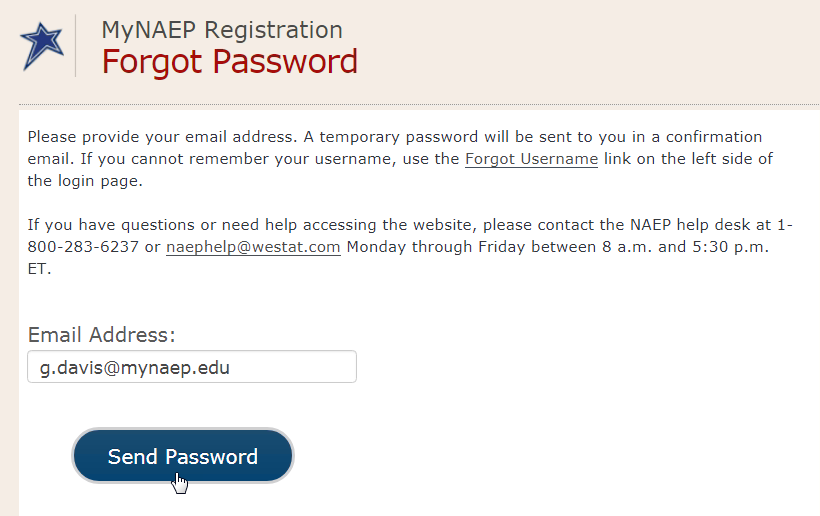 MyNAEP Registration
Forgot Password
Please provide your email address. A temporary password will be sent to you in a confirmation
email. If you cannot remember your username, use the Forgot Username link on the left side of
the login page.
If you have questions or need help accessing the website, please contact the NAEP help desk at 1-
800-283-6237 or naephelp@westat.com Monday through Friday between 8 a.m. and 5:30 p.m.
ET.
Email Address:
g.davis@mynaep.edu
Send Password